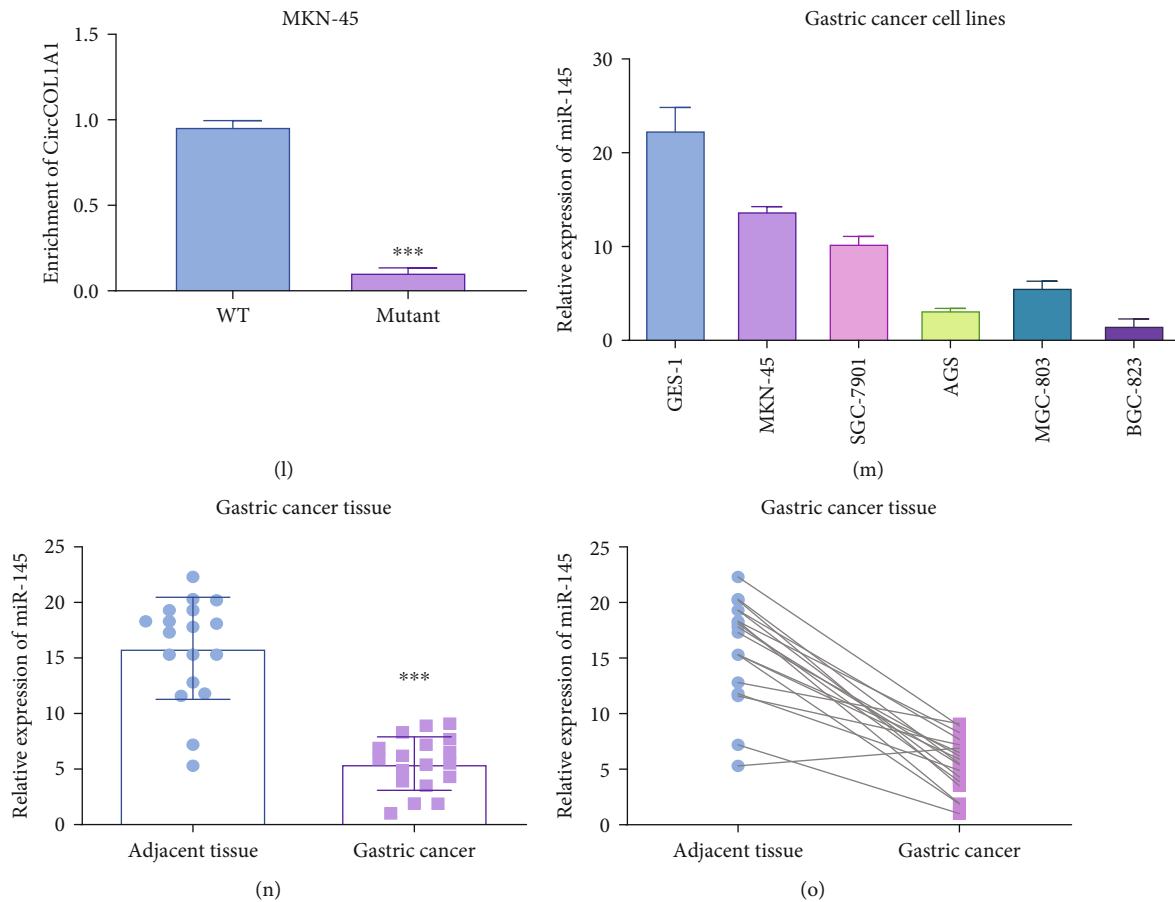 MKN-45
Enrichment of CircCOL1A1
1.5
1.0
0.5
0.0
***
WT
Mutant
(l)
Gastric cancer cell lines
Relative expression of miR-145
30
20
10
0
GES-1
MKN-45
SGC-7901
AGS
MGC-803
BGC-823
(m)
Gastric cancer tissue
Relative expression of miR-145
25
20
15
10
5
0
***
Adjacent tissue
Gastric cancer
(n)
Gastric cancer tissue
Relative expression of miR-145
25
20
15
10
5
0
Adjacent tissue
Gastric cancer
(o)